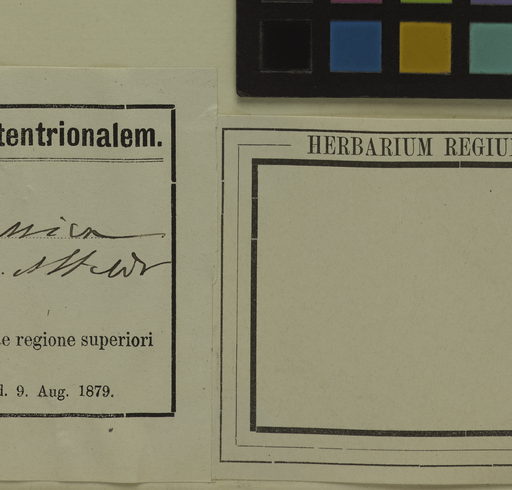 tentrionalem.
e regione superiori
d. 9. Aug. 1879.
HERBARIUM REGIU